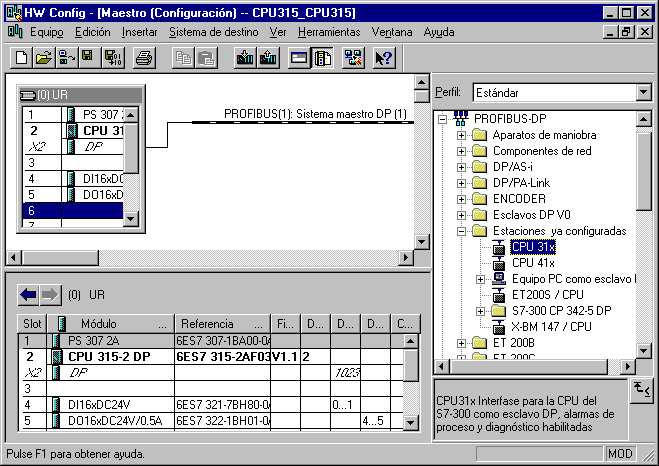 HW Config - [Maestro (Configuración) -- CPU315_CPU315]
Equipo Edición Insertar Sistema de destino Ver Herramientas Ventana Ayuda
(0) UR
1 PS 307 2
2 CPU 31
X2 DP
3
4 DI16xDC
5 DO16xD
6
7
PROFIBUS(1): Sistema maestro DP (1)
Perfil: Estándar
PROFIBUS-DP
Aparatos de maniobra
Componentes de red
DP/AS-i
DP/PA-Link
ENCODER
Esclavos DP V0
Estaciones ya configuradas
CPU 31x
CPU 41x
Equipo PC como esclavo
ET200S / CPU
S7-300 CP 342-5 DP
X-BM 147 / CPU
ET 200B
ET 200C
(0) UR
Slot Módulo ... Referencia ... Fi... D... D... D... C...
1 PS 307 2A 6ES7 307-1BA00-0
2 CPU 315-2 DP 6ES7 315-2AF03 V1.1 2
X2 DP 1023
3
4 DI16xDC24V 6ES7 321-7BH80-0 0...1
5 DO16xDC24V/0.5A 6ES7 322-1BH01-0 4...5
CPU31x Interfase para la CPU del
S7-300 como esclavo DP, alarmas de
proceso y diagnóstico habilitadas
Pulse F1 para obtener ayuda.
MOD